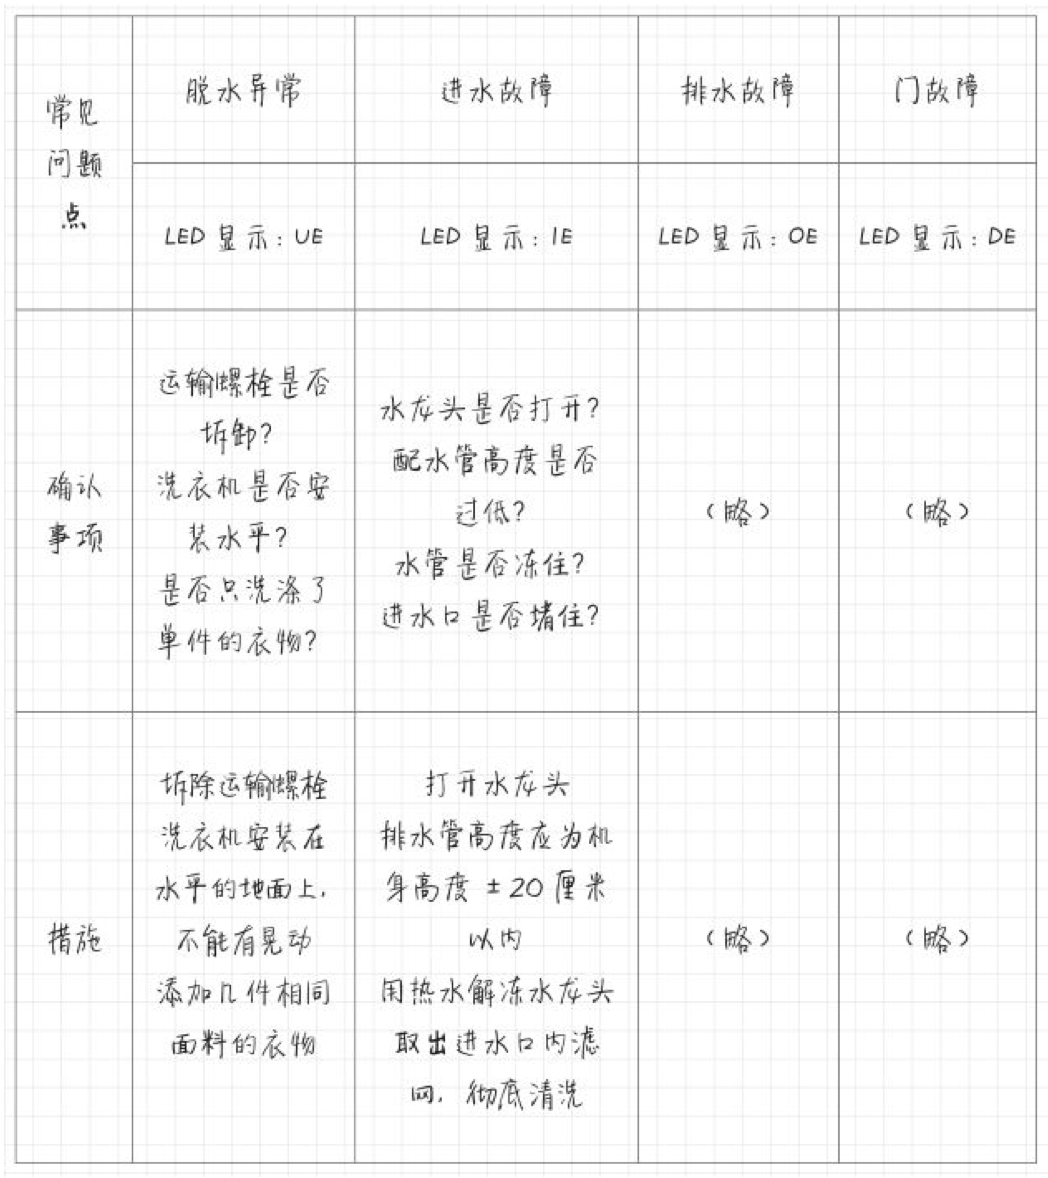 常见
问题
点
脱水异常
进水故障
排水故障
门故障
LED 显示：UE
LED 显示：IE
LED 显示：OE
LED 显示：DE
确认
事项
运输螺栓是否
拆卸？
洗衣机是否安
装水平？
是否只洗涤了
单件的衣物？
水龙头是否打开？
配水管高度是否
过低？
水管是否冻住？
进水口是否堵住？
（略）
（略）
措施
拆除运输螺栓
洗衣机安装在
水平的地面上，
不能有晃动
添加几件相同
面料的衣物
打开水龙头
排水管高度应为机
身高度 ±20 厘米
以内
用热水解冻水龙头
取出进水口内滤
网，彻底清洗
（略）
（略）